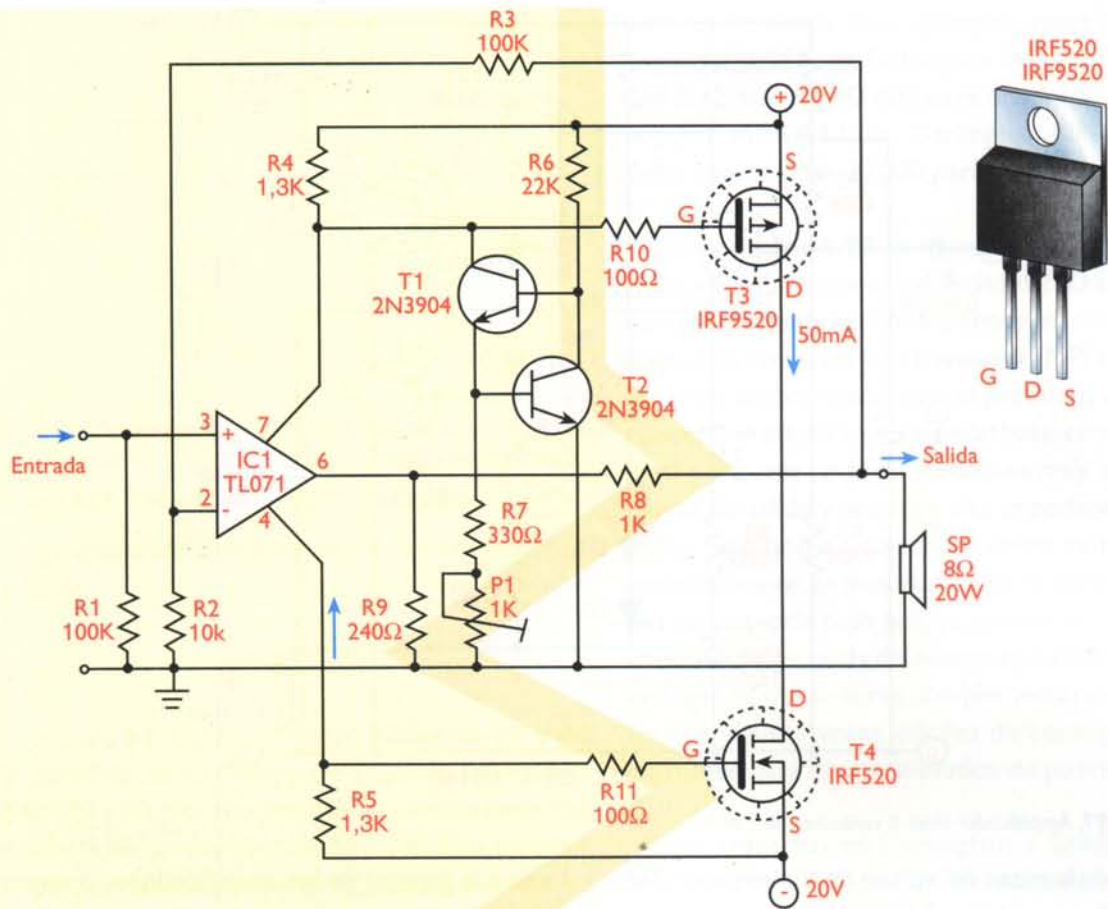 R3
100K
IRF520
IRF9520
+ 20V
R4
1,3K
R6
22K
S
G
R10
100Ω
T1
2N3904
D
T3
IRF9520
50mA
G D S
T2
2N3904
3
+
7
Entrada
IC1
TL071
6
Salida
2
-
4
R8
1K
R7
330Ω
SP
8Ω
20W
P1
1K
R1
100K
R2
10k
R9
240Ω
D
G
T4
IRF520
R11
100Ω
S
R5
1,3K
- 20V